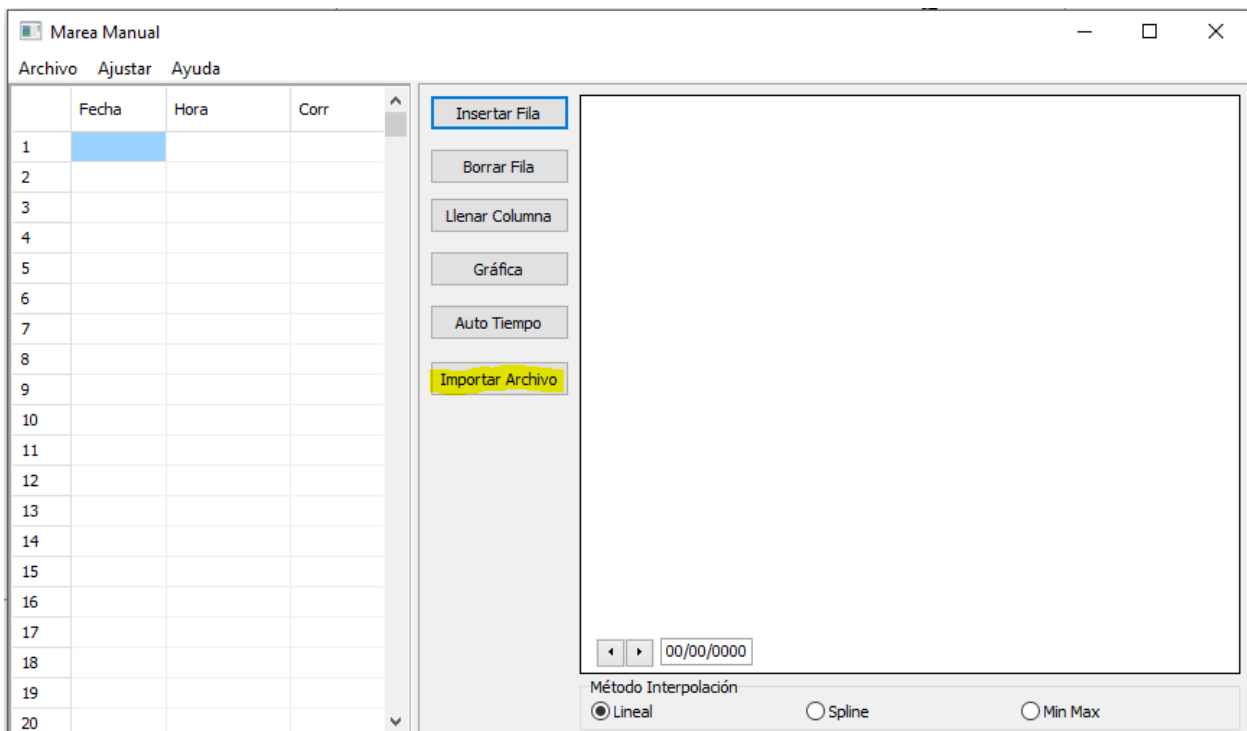 Marea Manual
Archivo Ajustar Ayuda
Fecha Hora Corr
1
2
3
4
5
6
7
8
9
10
11
12
13
14
15
16
17
18
19
20
Insertar Fila
Borrar Fila
Llenar Columna
Gráfica
Auto Tiempo
Importar Archivo
00/00/0000
Método Interpolación
Lineal Spline Min Max